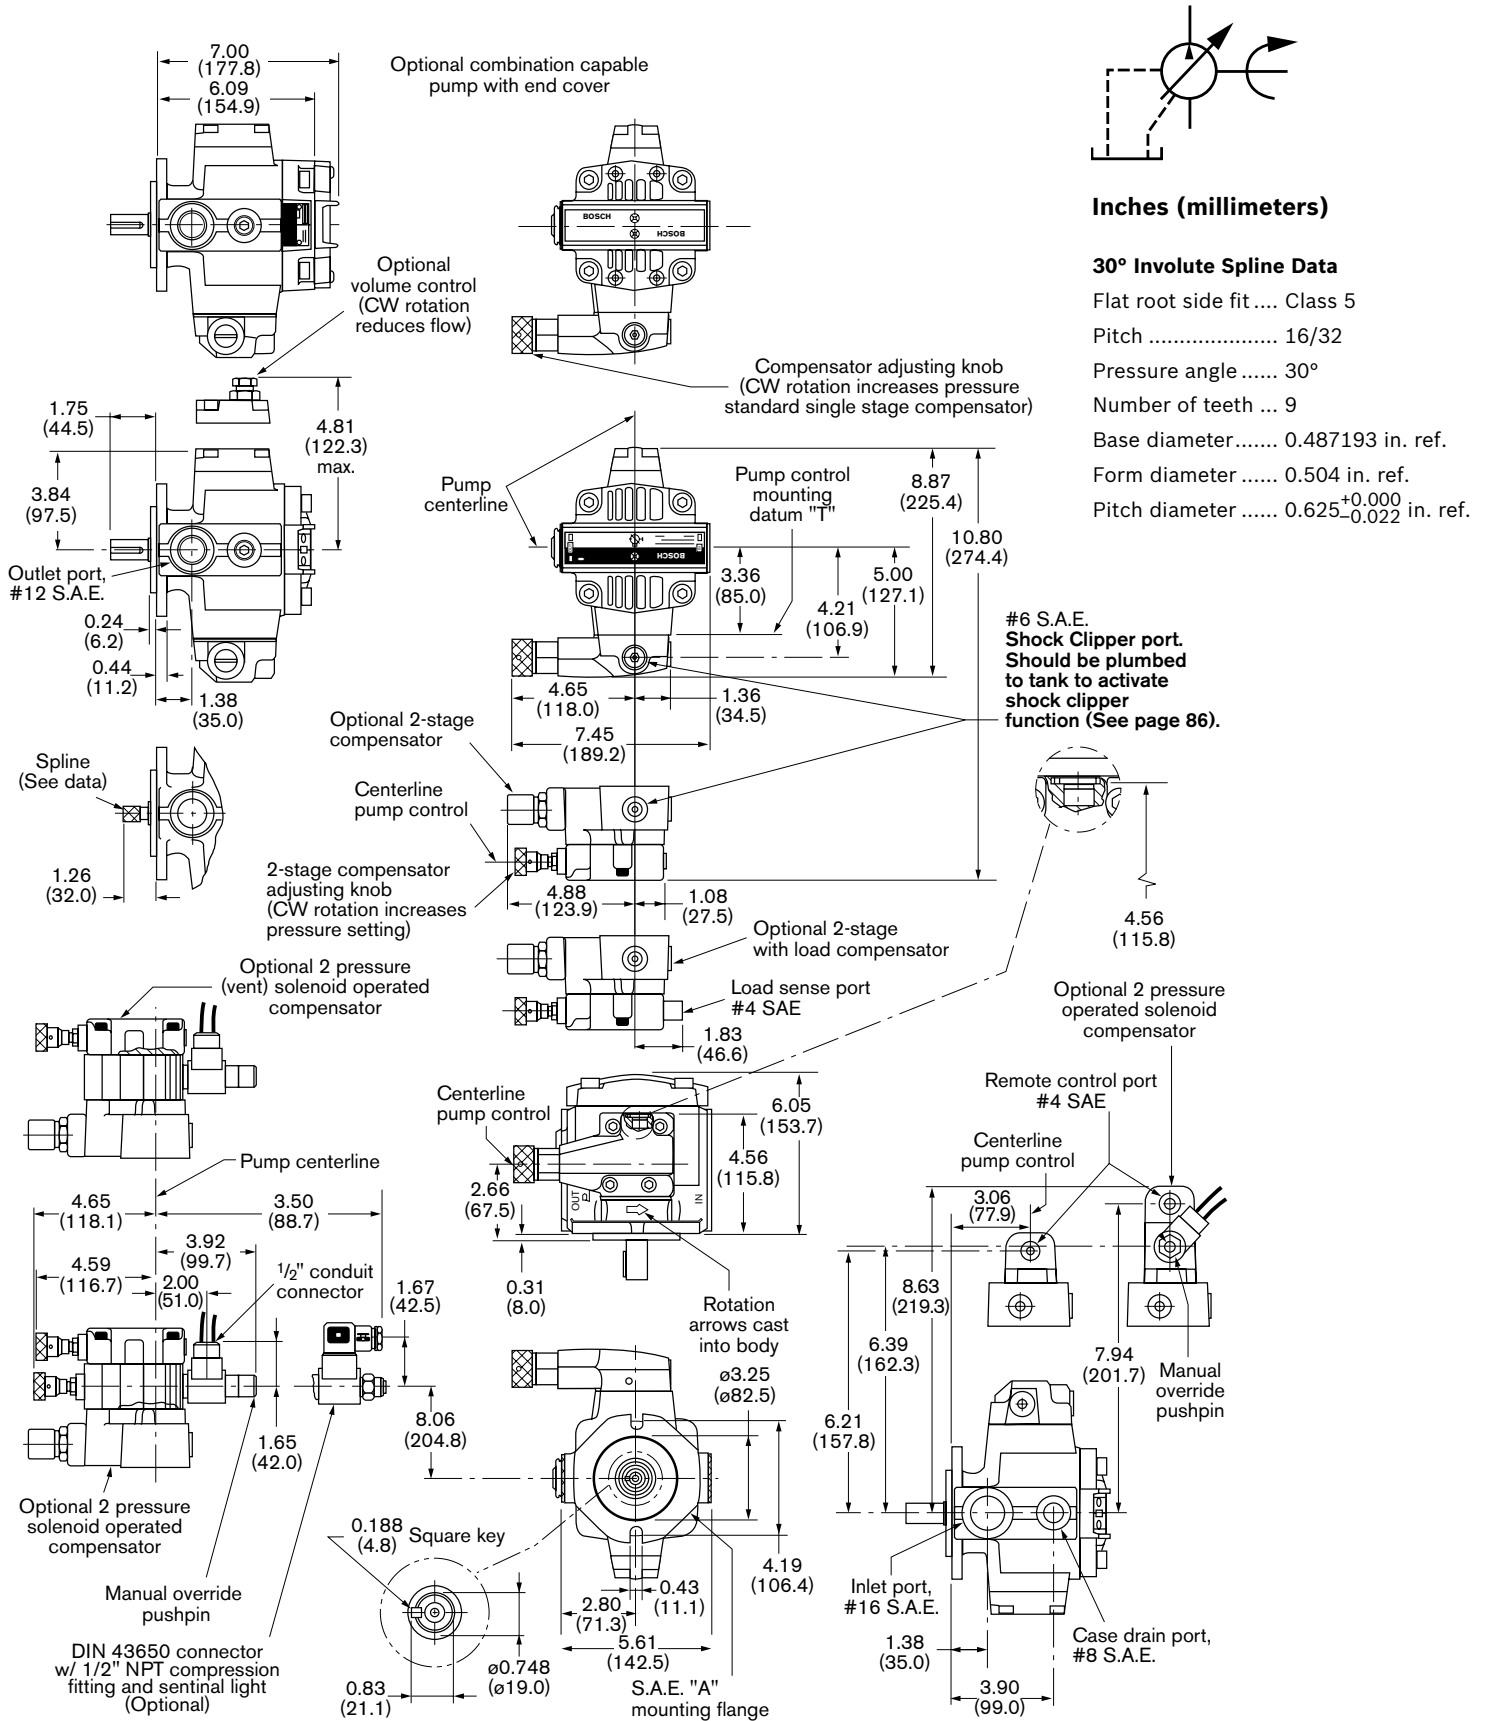 7.00
(177.8)
6.09
(154.9)
Optional combination capable
pump with end cover
BOSCH
BOSCH
Inches (millimeters)
30° Involute Spline Data
Flat root side fit .... Class 5
Pitch ..................... 16/32
Pressure angle ...... 30°
Number of teeth ... 9
Base diameter....... 0.487193 in. ref.
Form diameter ...... 0.504 in. ref.
Pitch diameter ...... 0.625 +0.000 –0.022 in. ref.
Optional
volume control
(CW rotation
reduces flow)
Compensator adjusting knob
(CW rotation increases pressure
standard single stage compensator)
1.75
(44.5)
4.81
(122.3)
max.
3.84
(97.5)
Outlet port,
#12 S.A.E.
0.24
(6.2)
0.44
(11.2)
1.38
(35.0)
Pump
centerline
Pump control
mounting
datum "T"
BOSCH
8.87
(225.4)
10.80
(274.4)
3.36
(85.0)
4.21
(106.9)
5.00
(127.1)
4.65
(118.0)
1.36
(34.5)
7.45
(189.2)
#6 S.A.E.
Shock Clipper port.
Should be plumbed
to tank to activate
shock clipper
function (See page 86).
Optional 2-stage
compensator
Spline
(See data)
1.26
(32.0)
Centerline
pump control
2-stage compensator
adjusting knob
(CW rotation increases
pressure setting)
4.88
(123.9)
1.08
(27.5)
4.56
(115.8)
Optional 2-stage
with load compensator
Load sense port
#4 SAE
1.83
(46.6)
Optional 2 pressure
(vent) solenoid operated
compensator
Optional 2 pressure
operated solenoid
compensator
Remote control port
#4 SAE
Centerline
pump control
3.06
(77.9)
Centerline
pump control
6.05
(153.7)
4.56
(115.8)
2.66
(67.5)
OUT
IN
0.31
(8.0)
Rotation
arrows cast
into body
Pump centerline
4.65
(118.1)
3.50
(88.7)
3.92
(99.7)
4.59
(116.7)
2.00
(51.0)
1/2" conduit
connector
1.67
(42.5)
8.63
(219.3)
6.39
(162.3)
7.94
(201.7)
6.21
(157.8)
Manual
override
pushpin
ø3.25
(ø82.5)
8.06
(204.8)
1.65
(42.0)
Optional 2 pressure
solenoid operated
compensator
0.188
(4.8)
Square key
4.19
(106.4)
0.43
(11.1)
2.80
(71.3)
5.61
(142.5)
Manual override
pushpin
DIN 43650 connector
w/ 1/2" NPT compression
fitting and sentinal light
(Optional)
0.83
(21.1)
ø0.748
(ø19.0)
S.A.E. "A"
mounting flange
Inlet port,
#16 S.A.E.
Case drain port,
#8 S.A.E.
1.38
(35.0)
3.90
(99.0)